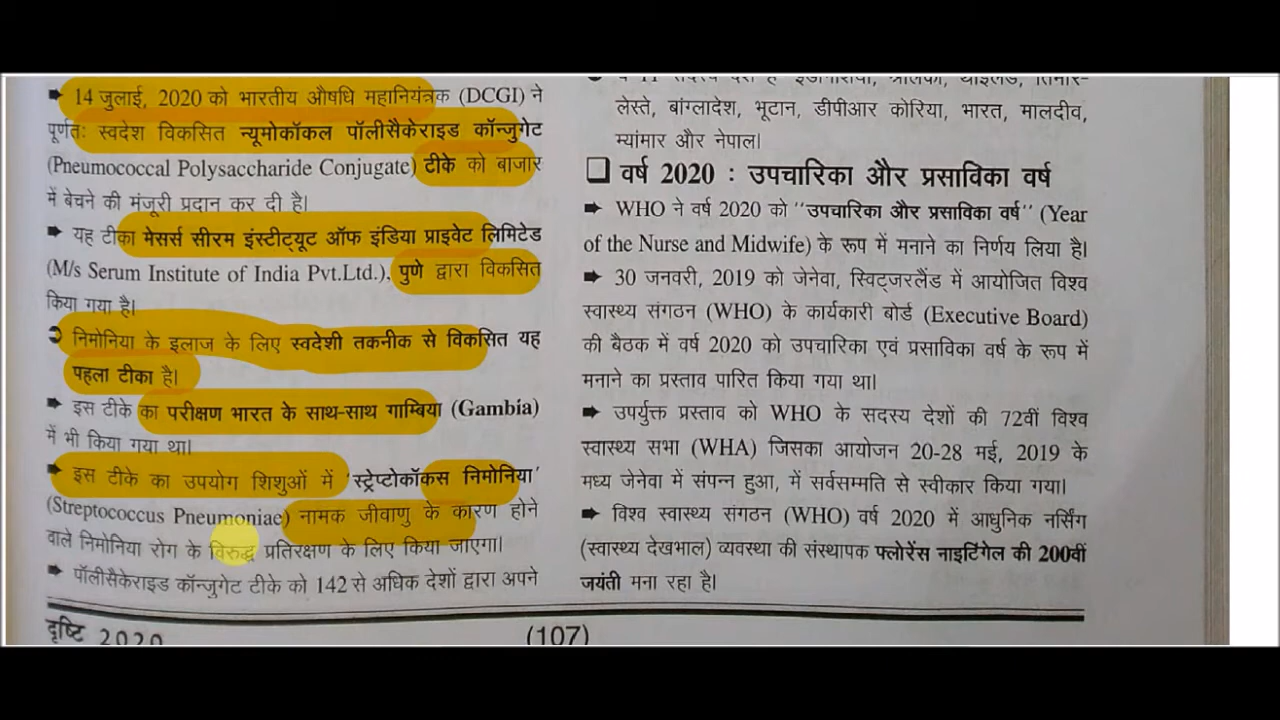 ➨ 14 जुलाई, 2020 को भारतीय औषधि महानियंत्रक (DCGI) ने
पूर्णतः स्वदेश विकसित न्यूमोकॉकल पॉलीसैकेराइड कॉन्जुगेट
(Pneumococcal Polysaccharide Conjugate) टीके को बाजार
में बेचने की मंजूरी प्रदान कर दी है।
➨ यह टीका मेसर्स सीरम इंस्टीट्यूट ऑफ इंडिया प्राइवेट लिमिटेड
(M/s Serum Institute of India Pvt.Ltd.), पुणे द्वारा विकसित
किया गया है।
➲ निमोनिया के इलाज के लिए स्वदेशी तकनीक से विकसित यह
पहला टीका है।
➨ इस टीके का परीक्षण भारत के साथ-साथ गाम्बिया (Gambia)
में भी किया गया था।
➨ इस टीके का उपयोग शिशुओं में 'स्ट्रेप्टोकॉकस निमोनिया'
(Streptococcus Pneumoniae) नामक जीवाणु के कारण होने
वाले निमोनिया रोग के विरुद्ध प्रतिरक्षण के लिए किया जाएगा।
➨ पॉलीसैकेराइड कॉन्जुगेट टीके को 142 से अधिक देशों द्वारा अपने
दृष्टि 2020
(107)
ये 11 सदस्य देश हैं इंडोनेशिया, श्रीलंका, थाईलैंड, तिमोर-
लेस्ते, बांग्लादेश, भूटान, डीपीआर कोरिया, भारत, मालदीव,
म्यांमार और नेपाल।
❑ वर्ष 2020 : उपचारिका और प्रसाविका वर्ष
➨ WHO ने वर्ष 2020 को "उपचारिका और प्रसाविका वर्ष" (Year
of the Nurse and Midwife) के रूप में मनाने का निर्णय लिया है।
➨ 30 जनवरी, 2019 को जेनेवा, स्विट्जरलैंड में आयोजित विश्व
स्वास्थ्य संगठन (WHO) के कार्यकारी बोर्ड (Executive Board)
की बैठक में वर्ष 2020 को उपचारिका एवं प्रसाविका वर्ष के रूप में
मनाने का प्रस्ताव पारित किया गया था।
➨ उपर्युक्त प्रस्ताव को WHO के सदस्य देशों की 72वीं विश्व
स्वास्थ्य सभा (WHA) जिसका आयोजन 20-28 मई, 2019 के
मध्य जेनेवा में संपन्न हुआ, में सर्वसम्मति से स्वीकार किया गया।
➨ विश्व स्वास्थ्य संगठन (WHO) वर्ष 2020 में आधुनिक नर्सिंग
(स्वास्थ्य देखभाल) व्यवस्था की संस्थापक फ्लोरेंस नाइटिंगेल की 200वीं
जयंती मना रहा है।